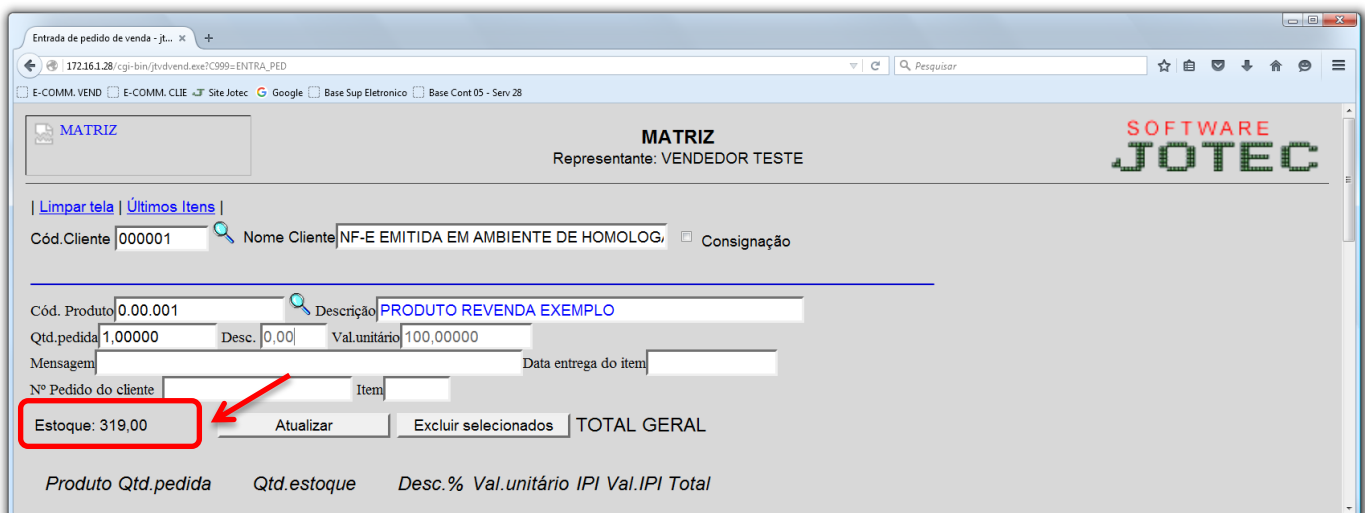 Entrada de pedido de venda - jt... × +
172.16.1.28/cgi-bin/jtvdvend.exe?C999=ENTRA_PED Pesquisar
E-COMM. VEND E-COMM. CLIE Site Jotec Google Base Sup Eletronico Base Cont 05 - Serv 28
MATRIZ
MATRIZ
Representante: VENDEDOR TESTE
SOFTWARE
JOTEC
| Limpar tela | Últimos Itens |
Cód.Cliente 000001 Nome Cliente NF-E EMITIDA EM AMBIENTE DE HOMOLOGA Consignação
Cód. Produto 0.00.001 Descrição PRODUTO REVENDA EXEMPLO
Qtd.pedida 1,00000 Desc. 0,00 Val.unitário 100,00000
Mensagem Data entrega do item
Nº Pedido do cliente Item
Estoque: 319,00 Atualizar Excluir selecionados TOTAL GERAL
Produto Qtd.pedida Qtd.estoque Desc.% Val.unitário IPI Val.IPI Total